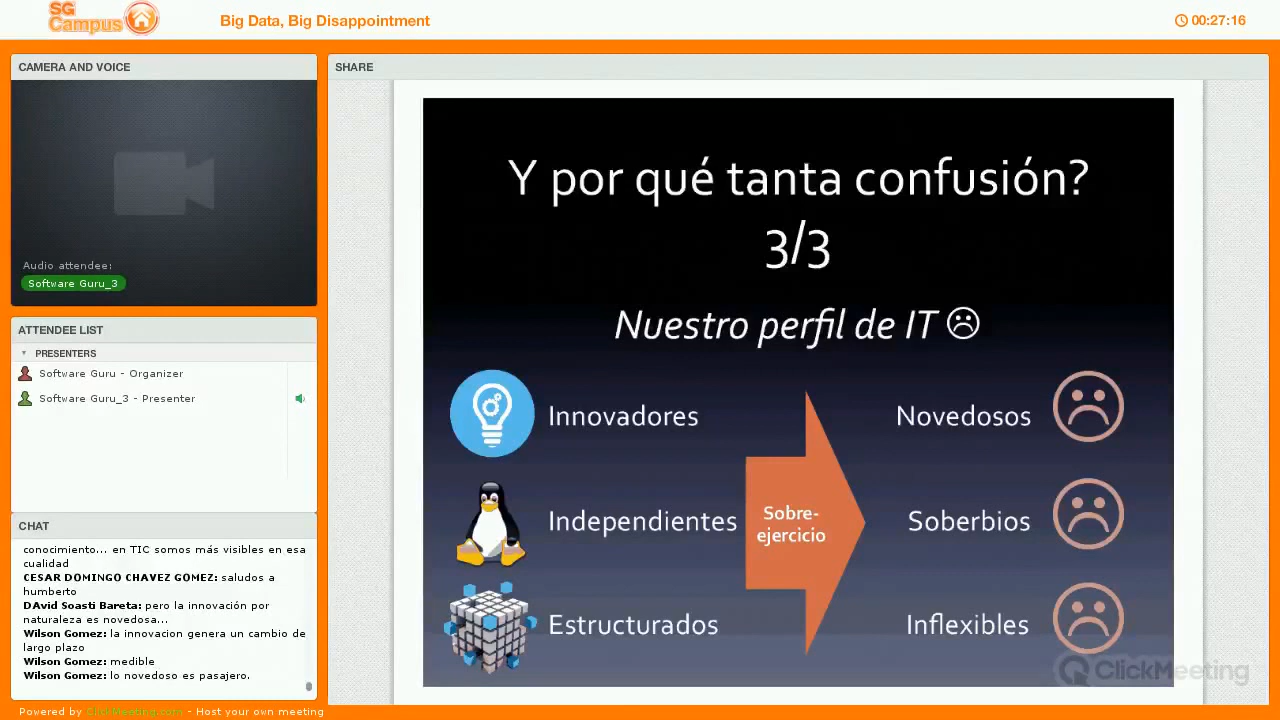 SG
Campus
Big Data, Big Disappointment
00:27:16
CAMERA AND VOICE
Audio attendee:
Software Guru_3
ATTENDEE LIST
PRESENTERS
Software Guru - Organizer
Software Guru_3 - Presenter
CHAT
conocimiento... en TIC somos más visibles en esa
cualidad
CESAR DOMINGO CHAVEZ GOMEZ: saludos a
humberto
DAvid Soasti Bareta: pero la innovación por
naturaleza es novedosa...
Wilson Gomez: la innovacion genera un cambio de
largo plazo
Wilson Gomez: medible
Wilson Gomez: lo novedoso es pasajero.
Powered by ClickMeeting.com - Host your own meeting
SHARE
Y por qué tanta confusión?
3/3
Nuestro perfil de IT ☹
Innovadores
Novedosos
Independientes
Sobre-
ejercicio
Soberbios
Estructurados
Inflexibles
ClickMeeting